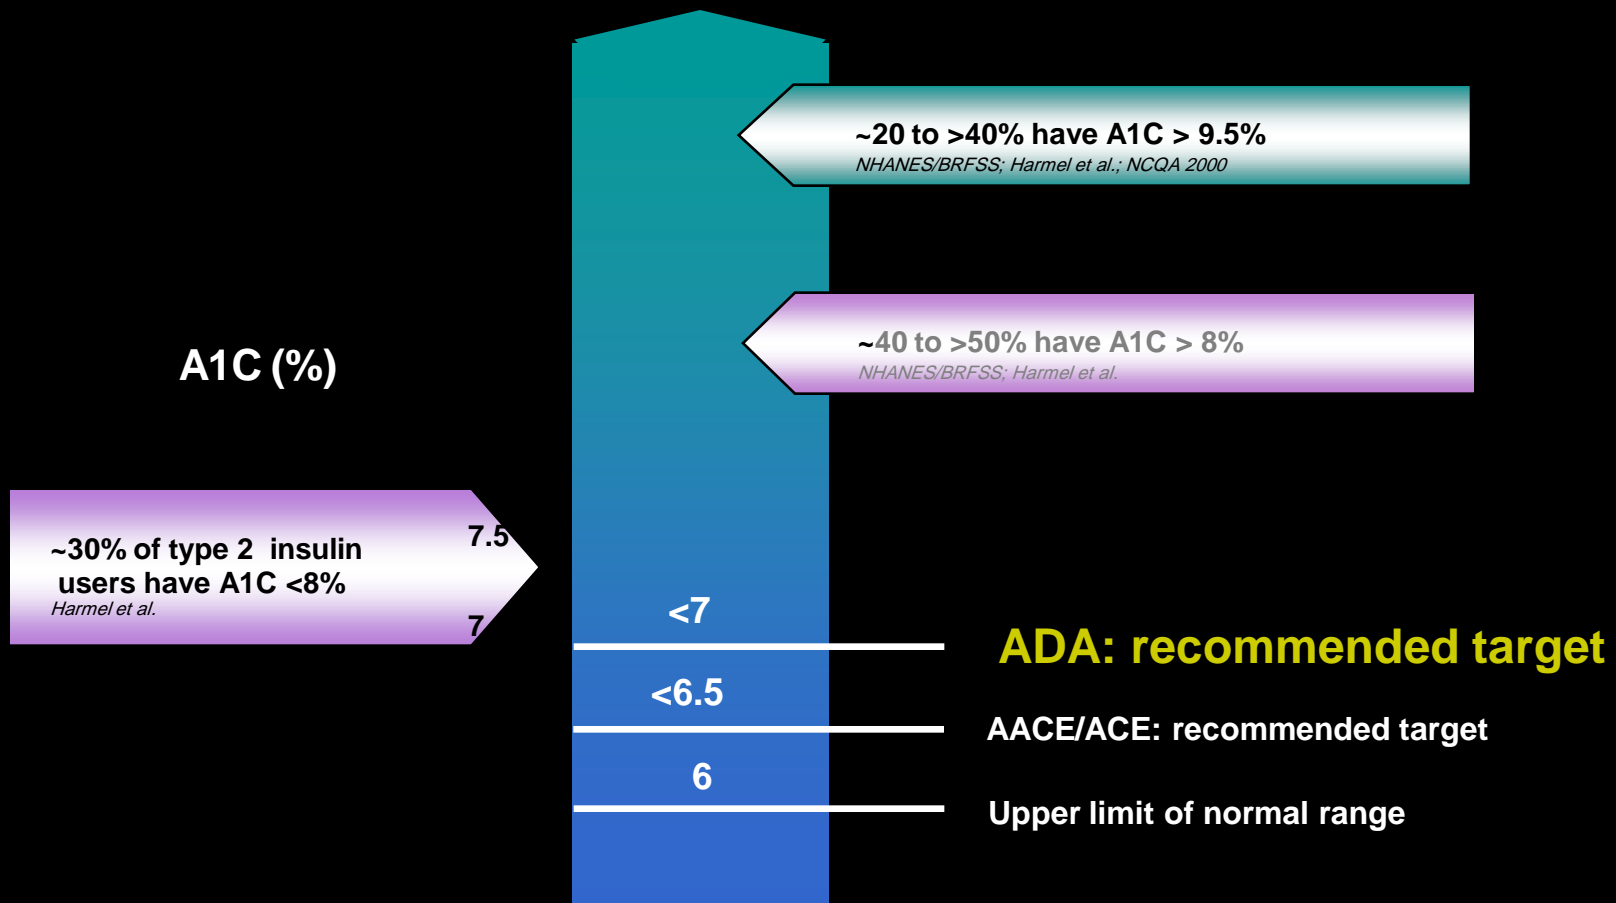 ~20 to >40% have A1C > 9.5%
NHANES/BRFSS; Harmel et al.; NCQA 2000
~40 to >50% have A1C > 8%
NHANES/BRFSS; Harmel et al.
A1C (%)
7.5
~30% of type 2 insulin
users have A1C <8%
Harmel et al.
7
<7
ADA: recommended target
<6.5
AACE/ACE: recommended target
6
Upper limit of normal range